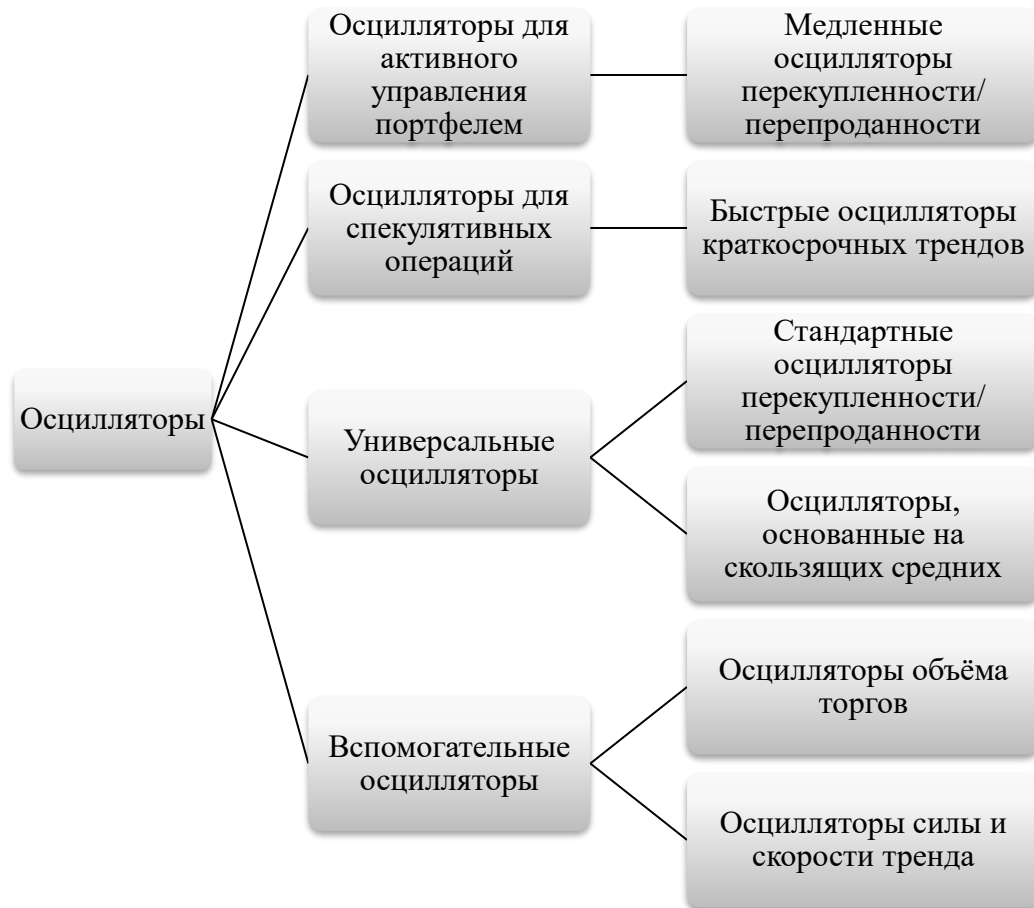 Осцилляторы
Осцилляторы для
активного
управления
портфелем
Медленные
осцилляторы
перекупленности/
перепроданности
Осцилляторы для
спекулятивных
операций
Быстрые осцилляторы
краткосрочных трендов
Универсальные
осцилляторы
Стандартные
осцилляторы
перекупленности/
перепроданности
Осцилляторы,
основанные на
скользящих средних
Вспомогательные
осцилляторы
Осцилляторы объёма
торгов
Осцилляторы силы и
скорости тренда